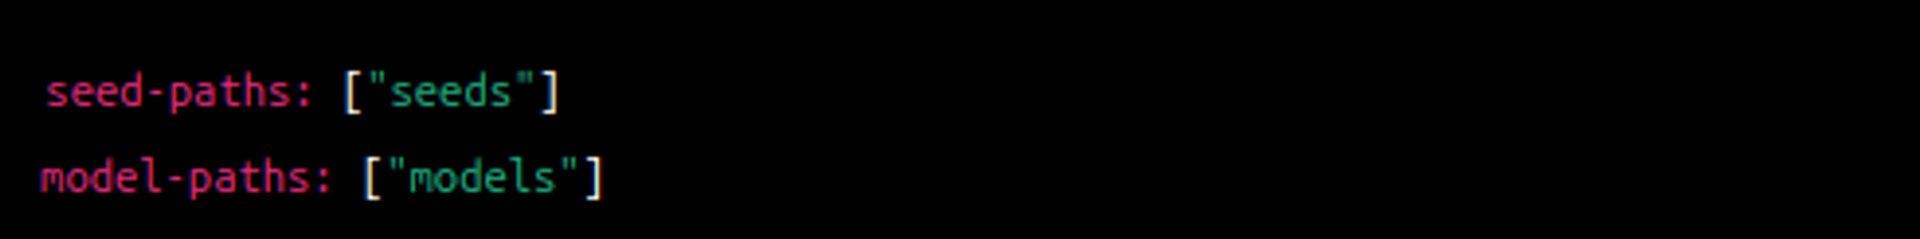 seed-paths: ["seeds"]
model-paths: ["models"]